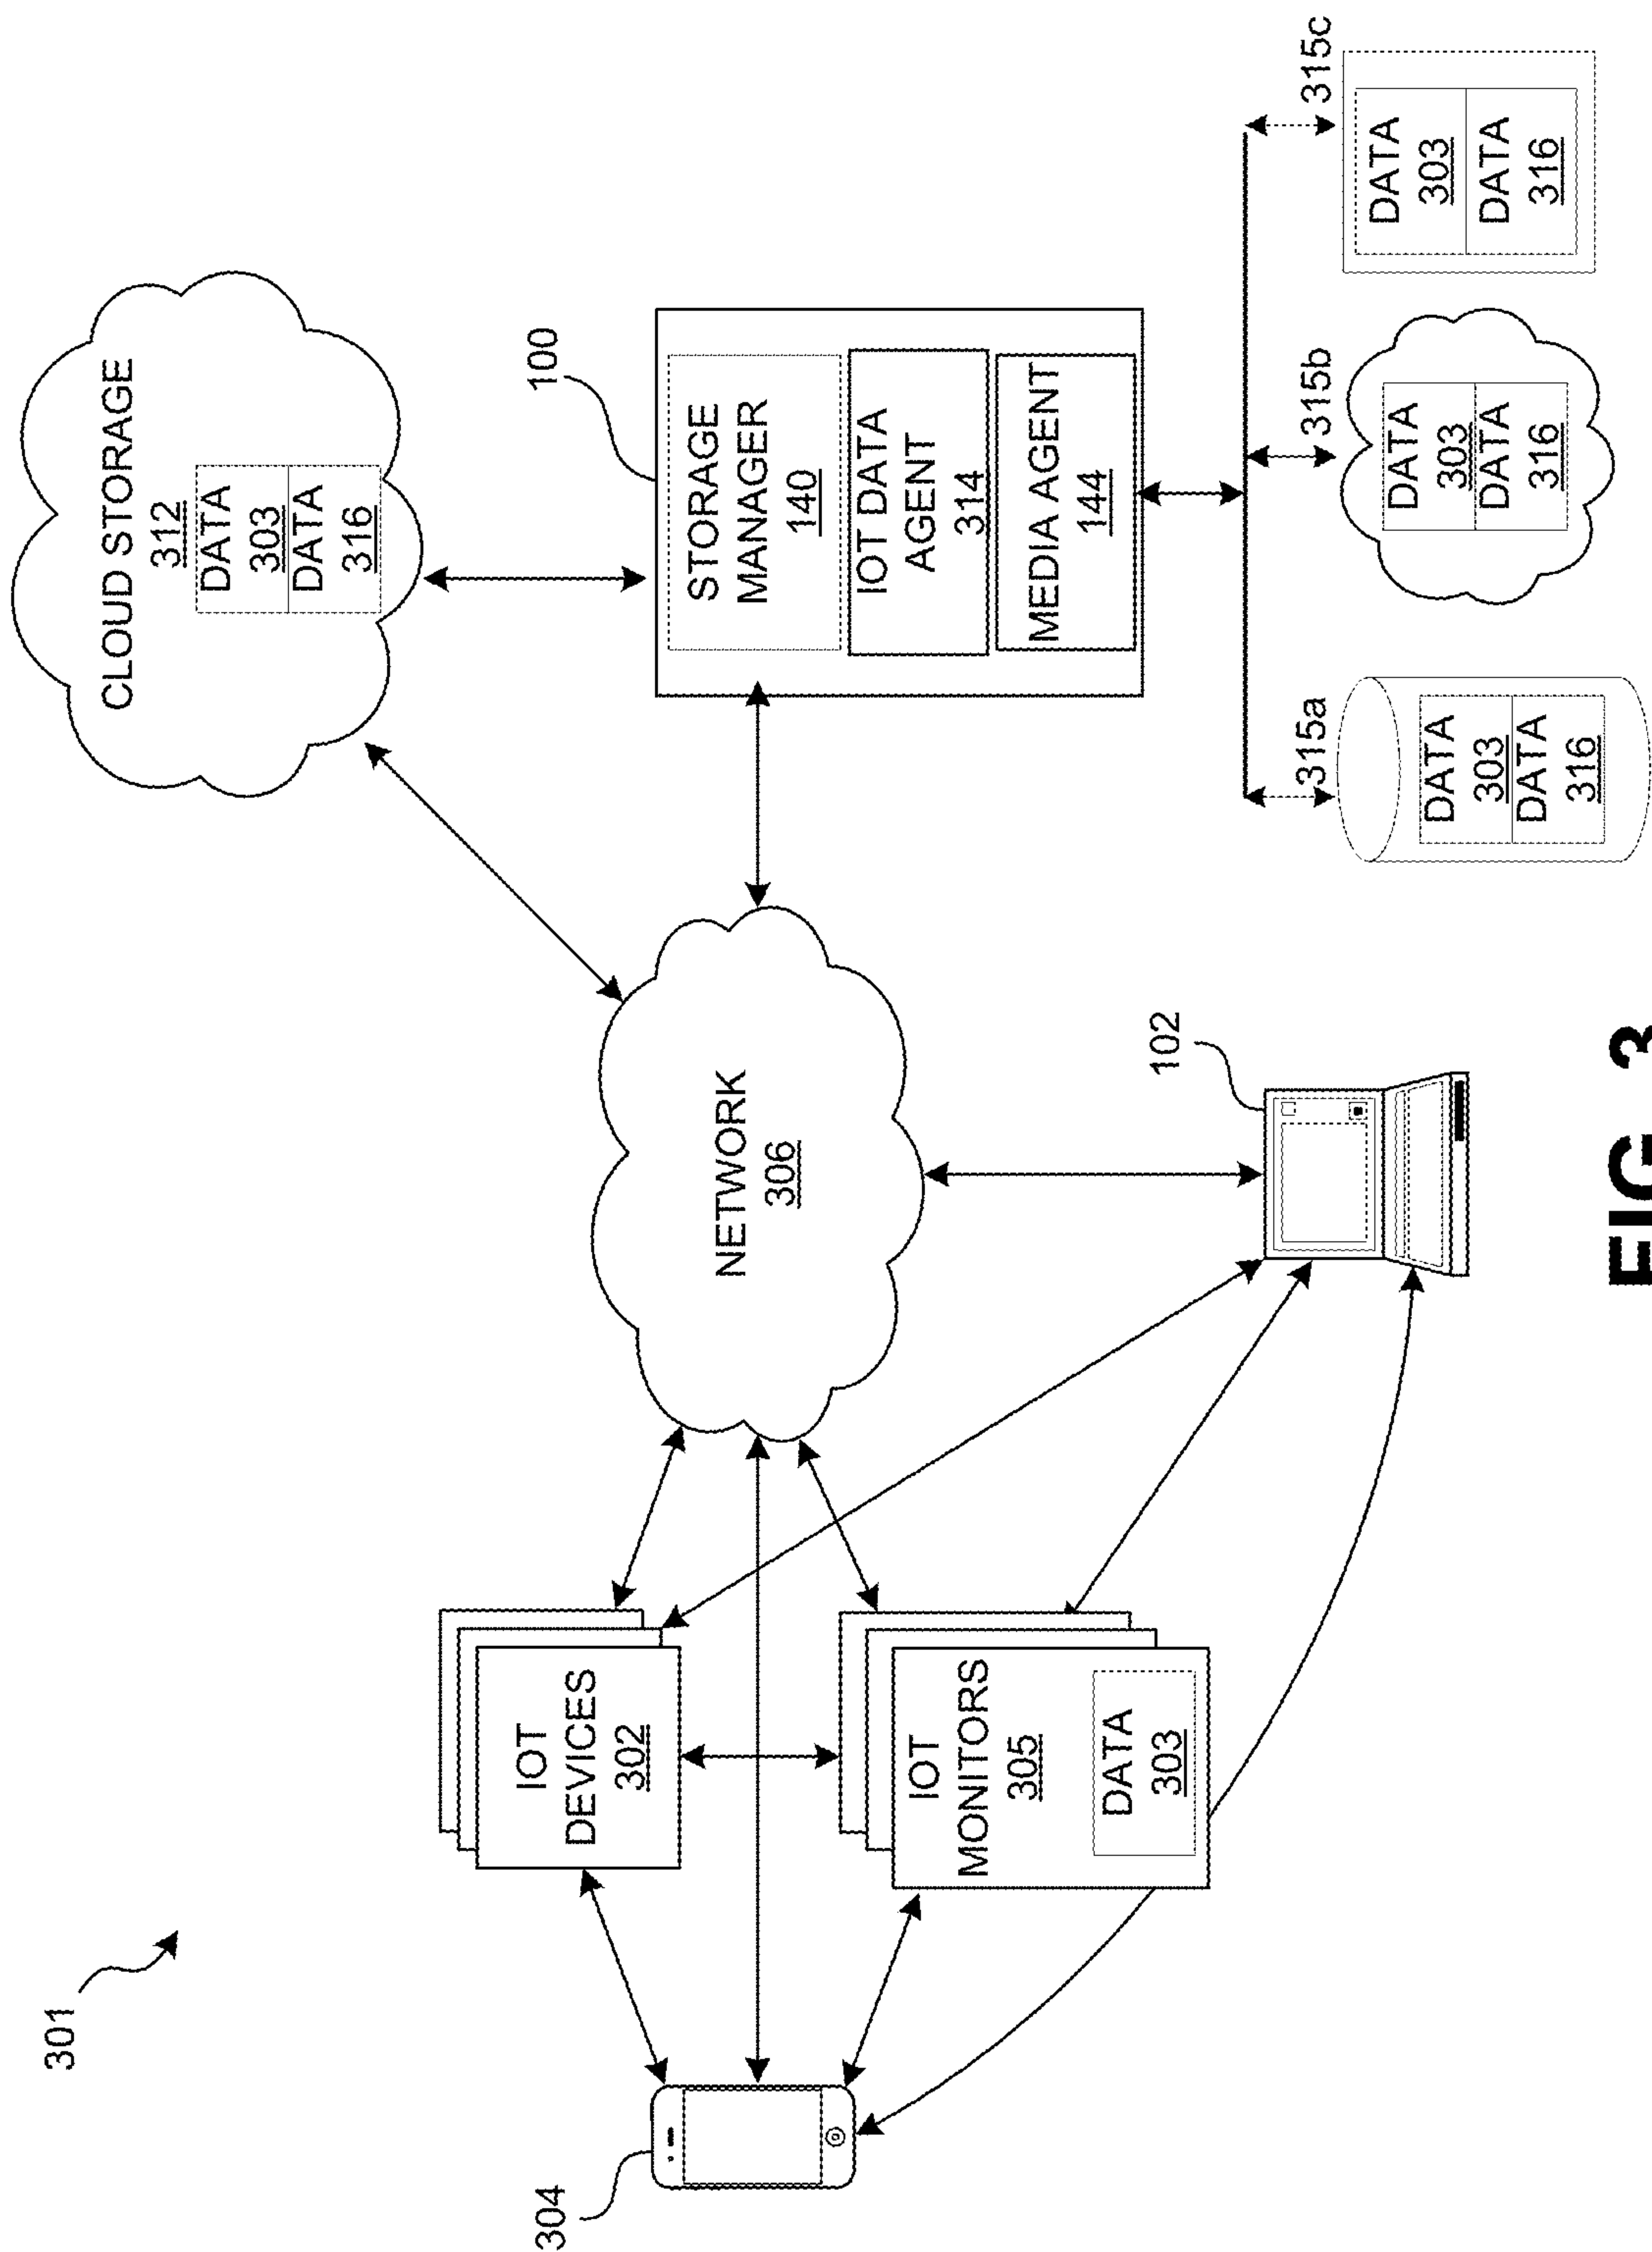 301
304
IOT
DEVICES
302
IOT
MONITORS
305
DATA
303
NETWORK
306
102
CLOUD STORAGE
312
DATA
303
DATA
316
100
STORAGE
MANAGER
140
IOT DATA
AGENT
314
MEDIA AGENT
144
315a
DATA
303
DATA
316
315b
DATA
303
DATA
316
315c
DATA
303
DATA
316
FIG. 3